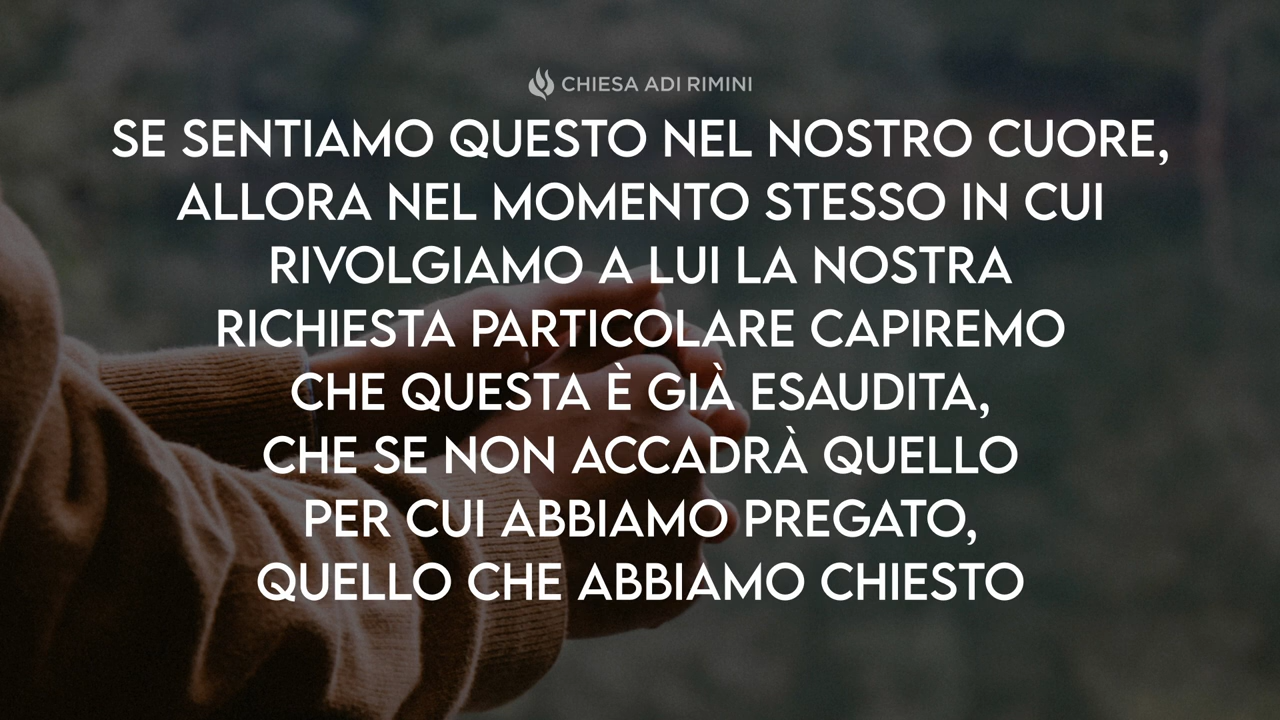 CHIESA ADI RIMINI
SE SENTIAMO QUESTO NEL NOSTRO CUORE,
ALLORA NEL MOMENTO STESSO IN CUI
RIVOLGIAMO A LUI LA NOSTRA
RICHIESTA PARTICOLARE CAPIREMO
CHE QUESTA È GIÀ ESAUDITA,
CHE SE NON ACCADRÀ QUELLO
PER CUI ABBIAMO PREGATO,
QUELLO CHE ABBIAMO CHIESTO